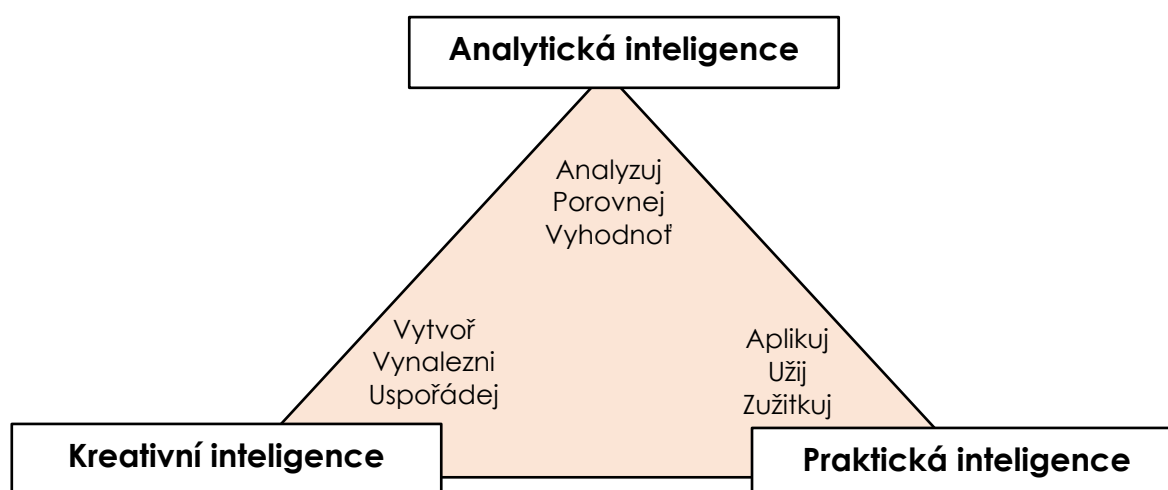 Analytická inteligence
Analyzuj
Porovnej
Vyhodnoť
Vytvoř
Vynalezni
Uspořádej
Aplikuj
Užij
Zužitkuj
Kreativní inteligence
Praktická inteligence